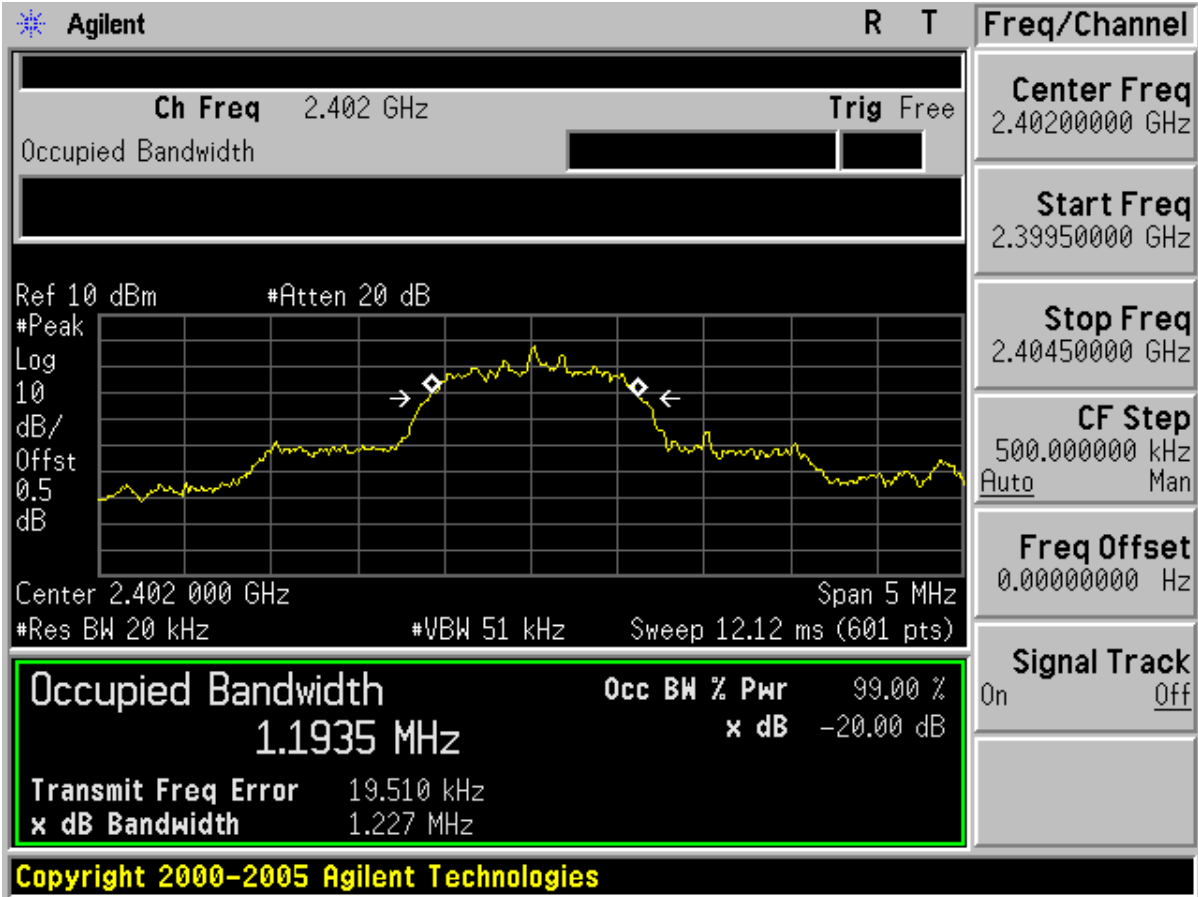 Agilent R T
Freq/Channel
Ch Freq 2.402 GHz Trig Free
Occupied Bandwidth
Center Freq
2.40200000 GHz
Start Freq
2.39950000 GHz
Stop Freq
2.40450000 GHz
CF Step
500.000000 kHz
Auto Man
Freq Offset
0.00000000 Hz
Signal Track
On Off
Ref 10 dBm #Atten 20 dB
#Peak
Log
10
dB/
Offst
0.5
dB
Center 2.402 000 GHz Span 5 MHz
#Res BW 20 kHz #VBW 51 kHz Sweep 12.12 ms (601 pts)
Occupied Bandwidth Occ BW % Pwr 99.00 %
1.1935 MHz x dB -20.00 dB
Transmit Freq Error 19.510 kHz
x dB Bandwidth 1.227 MHz
Copyright 2000-2005 Agilent Technologies